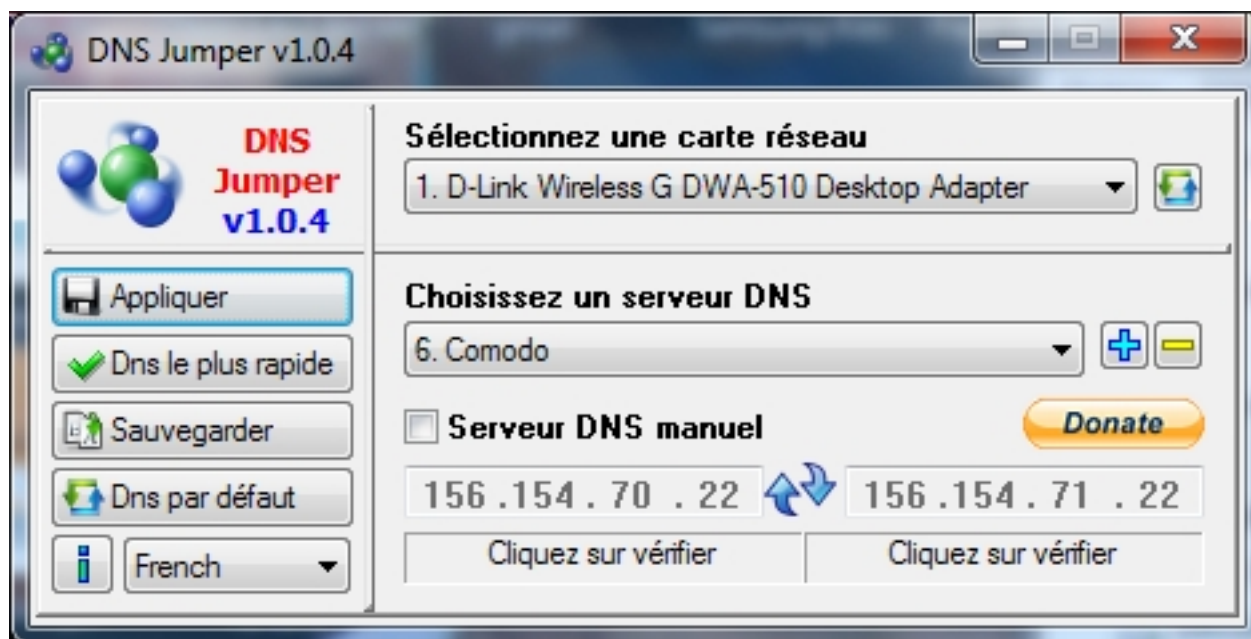 DNS Jumper v1.0.4
DNS
Jumper
v1.0.4
Sélectionnez une carte réseau
1. D-Link Wireless G DWA-510 Desktop Adapter
Appliquer
Dns le plus rapide
Sauvegarder
Dns par défaut
French
Choisissez un serveur DNS
6. Comodo
Serveur DNS manuel
Donate
156 .154 . 70 . 22
156 .154 . 71 . 22
Cliquez sur vérifier
Cliquez sur vérifier